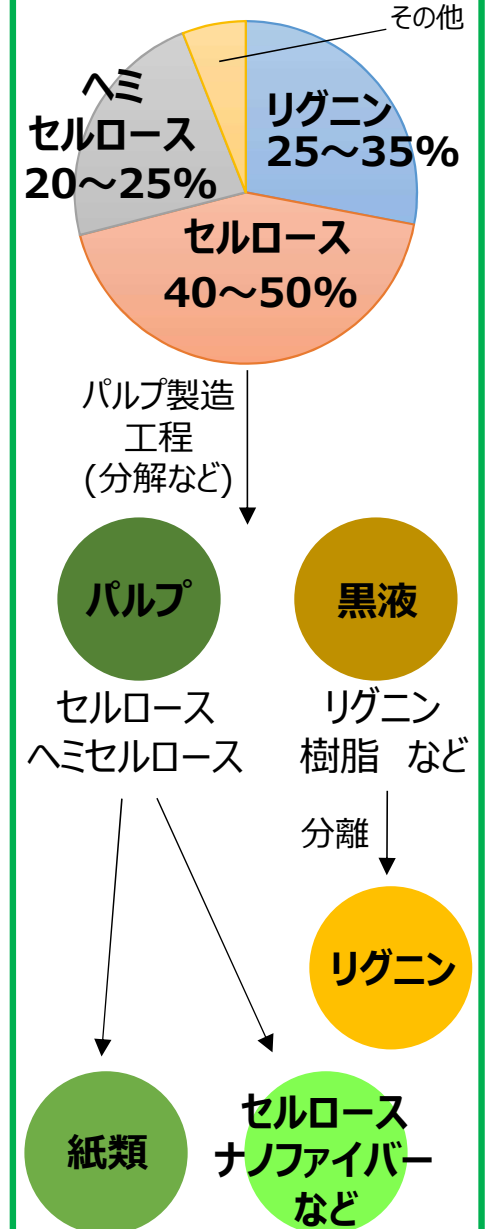 その他
ヘミ
セルロース
20～25%
リグニン
25～35%
セルロース
40～50%
パルプ製造
工程
(分解など)
パルプ
黒液
セルロース
ヘミセルロース
リグニン
樹脂　など
分離
リグニン
紙類
セルロース
ナノファイバー
など